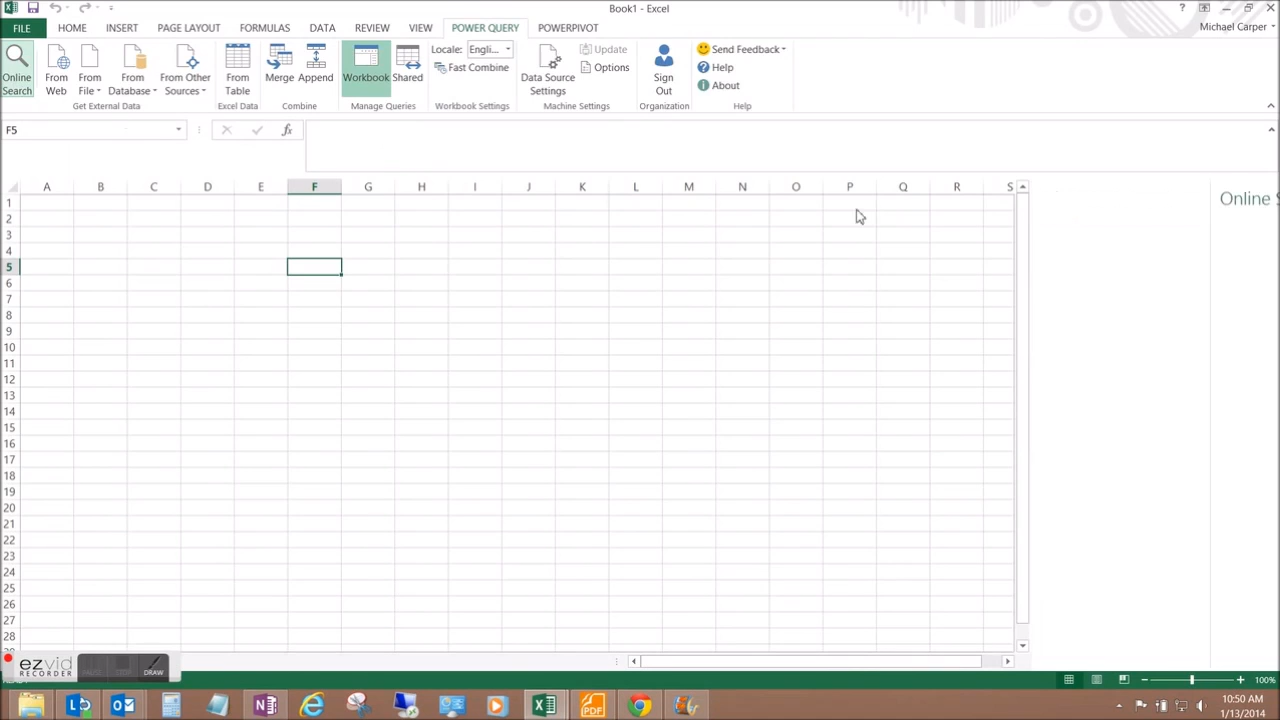 Book1 - Excel
FILE HOME INSERT PAGE LAYOUT FORMULAS DATA REVIEW VIEW POWER QUERY POWERPIVOT Michael Carper
Online Search
From Web
From File
From Database
From Other Sources
From Table
Merge
Append
Workbook
Shared
Locale: Engli...
Fast Combine
Data Source Settings
Update
Options
Sign Out
Send Feedback
Help
About
Get External Data
Excel Data
Combine
Manage Queries
Workbook Settings
Machine Settings
Organization
Help
F5
fx
A B C D E F G H I J K L M N O P Q R S
Online S
1
2
3
4
5
6
7
8
9
10
11
12
13
14
15
16
17
18
19
20
21
22
23
24
25
26
27
28
ezvid
RECORDER
PAUSE STOP DRAW
100%
10:50 AM
1/13/2014